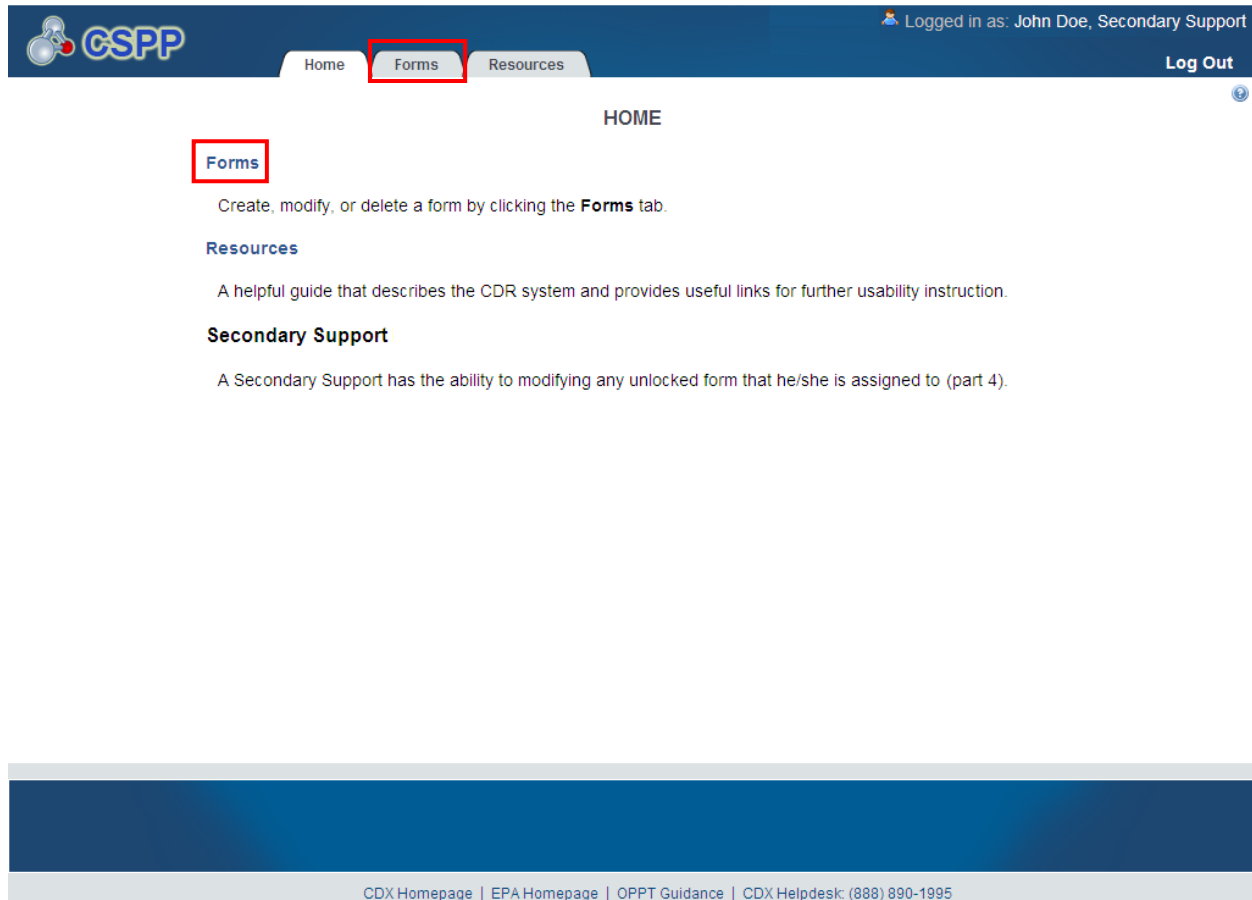 Logged in as: John Doe, Secondary Support
CSPP
Home Forms Resources
Log Out
HOME
Forms
Create, modify, or delete a form by clicking the Forms tab.
Resources
A helpful guide that describes the CDR system and provides useful links for further usability instruction.
Secondary Support
A Secondary Support has the ability to modifying any unlocked form that he/she is assigned to (part 4).
CDX Homepage | EPA Homepage | OPPT Guidance | CDX Helpdesk: (888) 890-1995